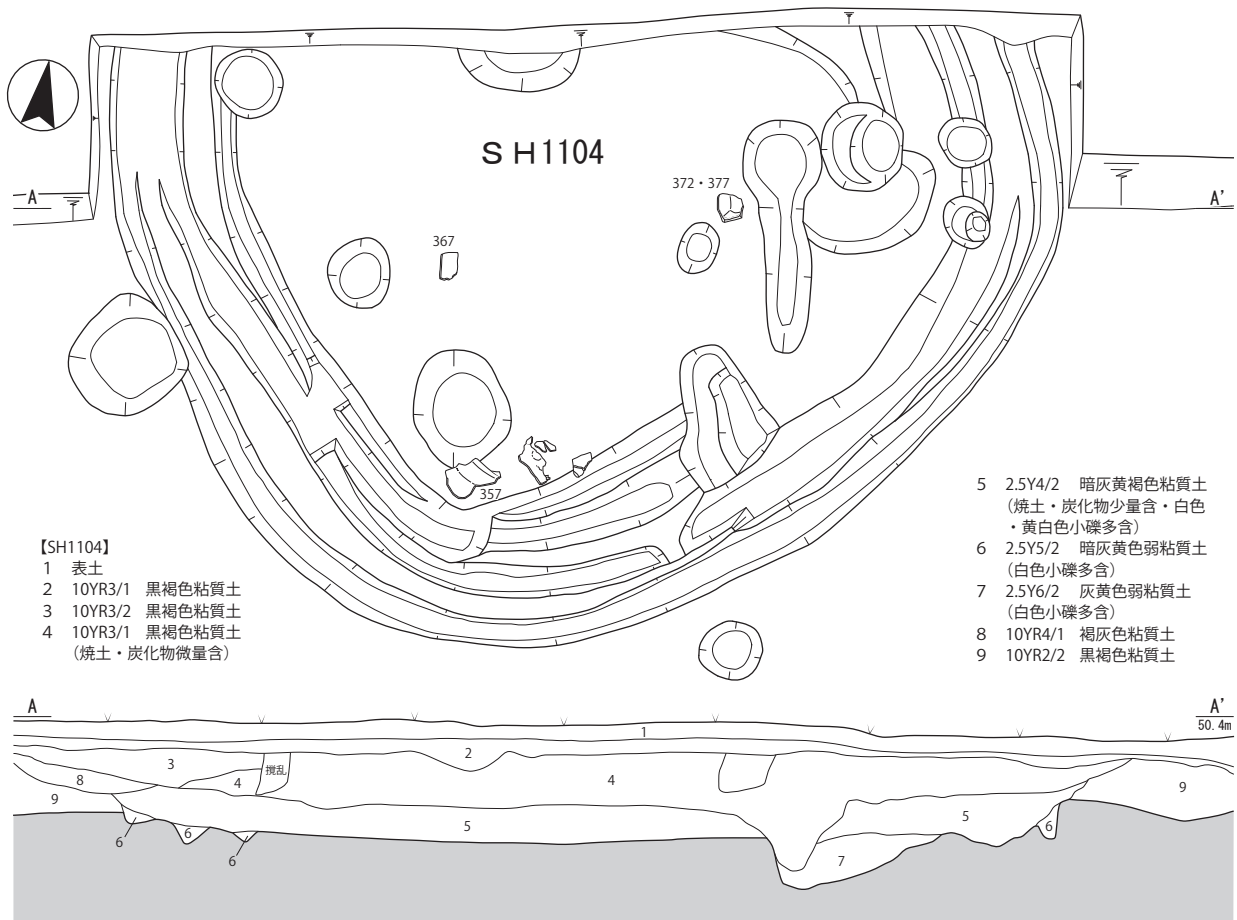 ＳＨ1104
372・377
A
A'
367
357
【SH1104】
1 表土
2 10YR3/1 黒褐色粘質土
3 10YR3/2 黒褐色粘質土
4 10YR3/1 黒褐色粘質土
（焼土・炭化物微量含）
5 2.5Y4/2 暗灰黄褐色粘質土
（焼土・炭化物少量含・白色
・黄白色小礫多含）
6 2.5Y5/2 暗灰黄色弱粘質土
（白色小礫多含）
7 2.5Y6/2 灰黄色弱粘質土
（白色小礫多含）
8 10YR4/1 褐灰色粘質土
9 10YR2/2 黒褐色粘質土
A
A'
50.4m
1
2
3
撹乱
4
4
8
9
9
5
5
6
6
6
6
7